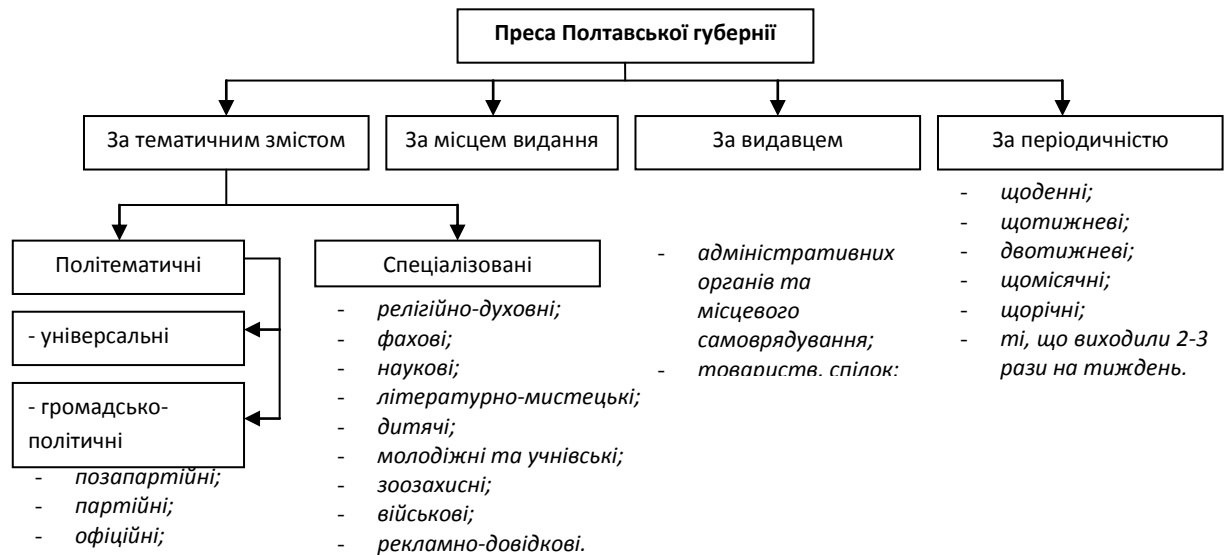 Преса Полтавської губернії
За тематичним змістом
За місцем видання
За видавцем
За періодичністю
Політематичні
- універсальні
- громадсько-
політичні
- позапартійні;
- партійні;
- офіційні;
Спеціалізовані
- релігійно-духовні;
- фахові;
- наукові;
- літературно-мистецькі;
- дитячі;
- молодіжні та учнівські;
- зоозахисні;
- військові;
- рекламно-довідкові.
- адміністративних
органів та
місцевого
самоврядування;
- товариств, спілок;
- щоденні;
- щотижневі;
- двотижневі;
- щомісячні;
- щорічні;
- ті, що виходили 2-3
рази на тиждень.